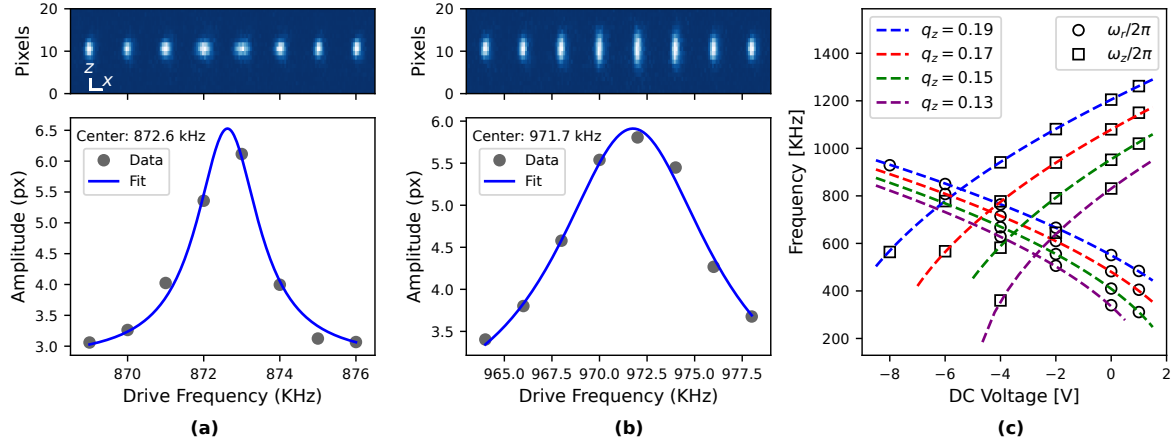 Pixels
20
10
0
z
x
Amplitude (px)
6.5
6.0
5.5
5.0
4.5
4.0
3.5
3.0
Center: 872.6 kHz
Data
Fit
870
872
874
876
Drive Frequency (KHz)
(a)
Pixels
20
10
0
Amplitude (px)
6.0
5.5
5.0
4.5
4.0
3.5
Center: 971.7 kHz
Data
Fit
965.0
967.5
970.0
972.5
975.0
977.5
Drive Frequency (KHz)
(b)
Frequency [KHz]
1400
1200
1000
800
600
400
200
q_z = 0.19
q_z = 0.17
q_z = 0.15
q_z = 0.13
ω_r/2π
ω_z/2π
−8
−6
−4
−2
0
2
DC Voltage [V]
(c)